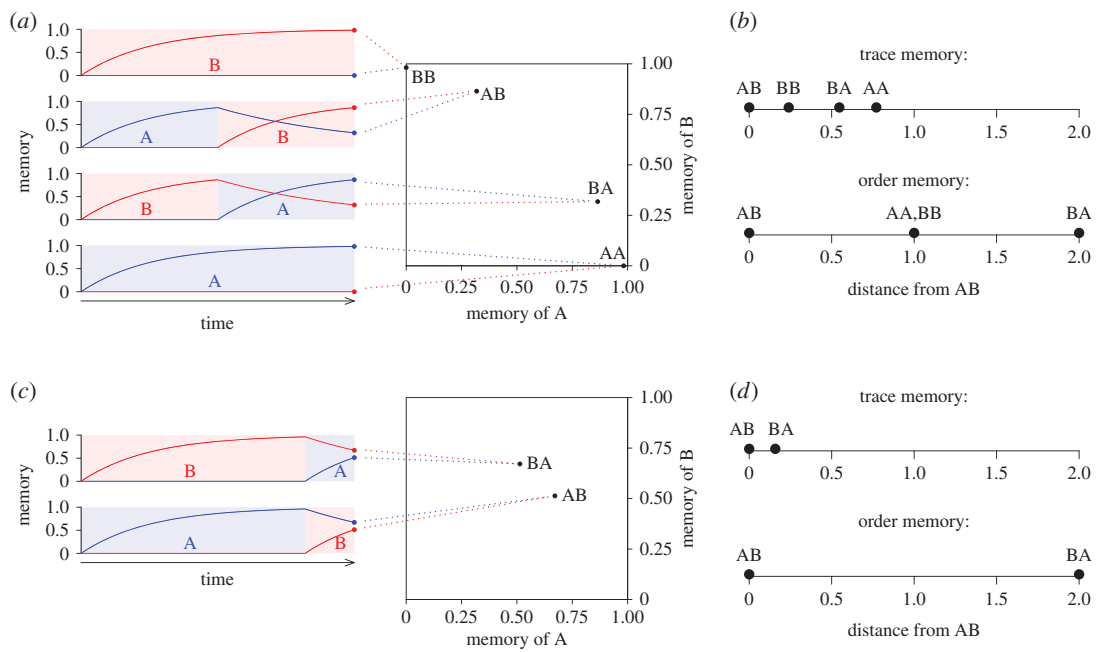 (a)
1.0
0.5
0
B
1.0
0.5
0
A
B
1.0
0.5
0
B
A
1.0
0.5
0
A
memory
time
BB
AB
BA
AA
1.00
0.75
0.50
0.25
0
memory of B
0 0.25 0.50 0.75 1.00
memory of A
(b)
trace memory:
AB BB BA AA
0 0.5 1.0 1.5 2.0
order memory:
AB AA,BB BA
0 0.5 1.0 1.5 2.0
distance from AB
(c)
1.0
0.5
0
B
A
1.0
0.5
0
A
B
memory
time
BA
AB
1.00
0.75
0.50
0.25
0
memory of B
0 0.25 0.50 0.75 1.00
memory of A
(d)
trace memory:
AB BA
0 0.5 1.0 1.5 2.0
order memory:
AB BA
0 0.5 1.0 1.5 2.0
distance from AB